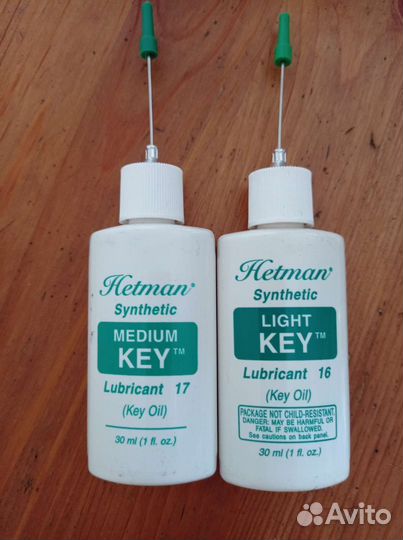 Hetman®
Synthetic
MEDIUM
KEY™
Lubricant 17
(Key Oil)
30 ml (1 fl. oz.)
Hetman®
Synthetic
LIGHT
KEY™
Lubricant 16
(Key Oil)
PACKAGE NOT CHILD-RESISTANT.
DANGER: MAY BE HARMFUL OR
FATAL IF SWALLOWED.
See cautions on back panel.
30 ml (1 fl. oz.)
Avito